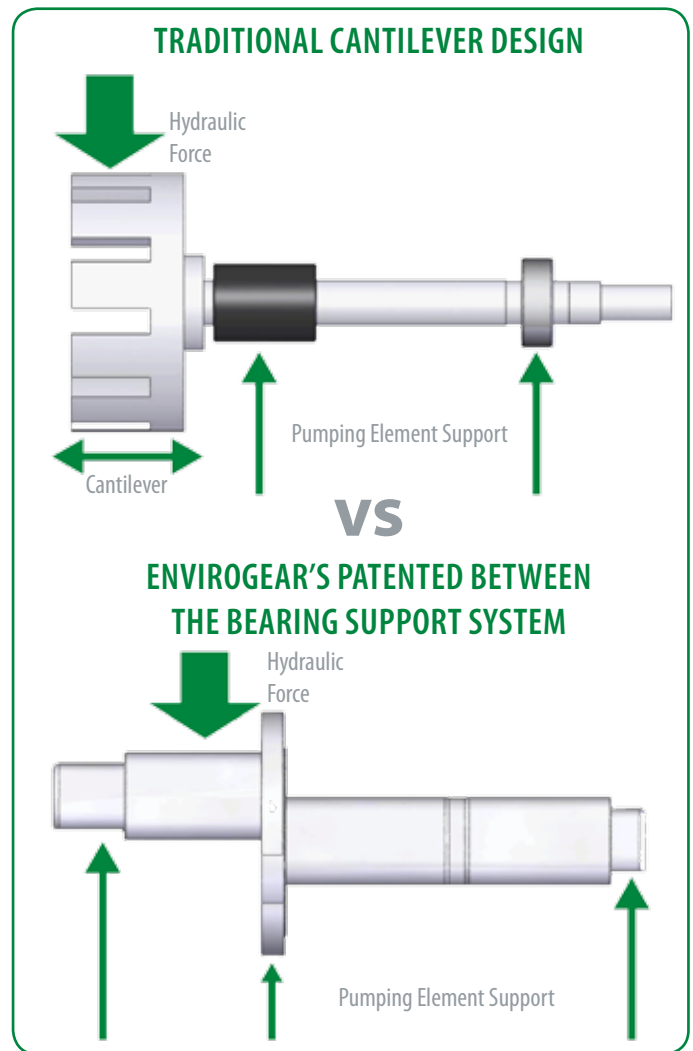 TRADITIONAL CANTILEVER DESIGN
Hydraulic
Force
Pumping Element Support
Cantilever
VS
ENVIROGEAR'S PATENTED BETWEEN
THE BEARING SUPPORT SYSTEM
Hydraulic
Force
Pumping Element Support